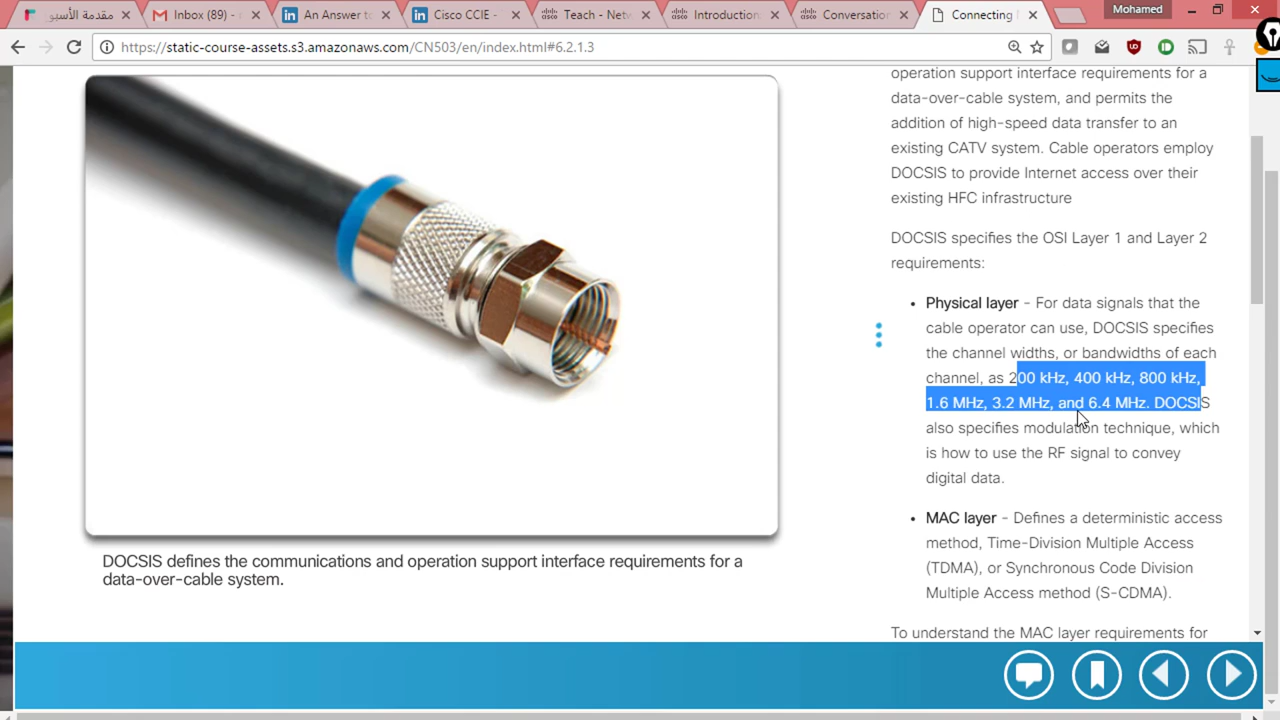 مقدمة الأسبو
Inbox (89) -
An Answer to
Cisco CCIE -
Teach - Netw
Introduction
Conversation
Connecting
Mohamed
https://static-course-assets.s3.amazonaws.com/CN503/en/index.html#6.2.1.3
operation support interface requirements for a
data-over-cable system, and permits the
addition of high-speed data transfer to an
existing CATV system. Cable operators employ
DOCSIS to provide Internet access over their
existing HFC infrastructure
DOCSIS specifies the OSI Layer 1 and Layer 2
requirements:
• Physical layer - For data signals that the
cable operator can use, DOCSIS specifies
the channel widths, or bandwidths of each
channel, as 200 kHz, 400 kHz, 800 kHz,
1.6 MHz, 3.2 MHz, and 6.4 MHz. DOCSIS
also specifies modulation technique, which
is how to use the RF signal to convey
digital data.
• MAC layer - Defines a deterministic access
method, Time-Division Multiple Access
(TDMA), or Synchronous Code Division
Multiple Access method (S-CDMA).
To understand the MAC layer requirements for
DOCSIS defines the communications and operation support interface requirements for a
data-over-cable system.